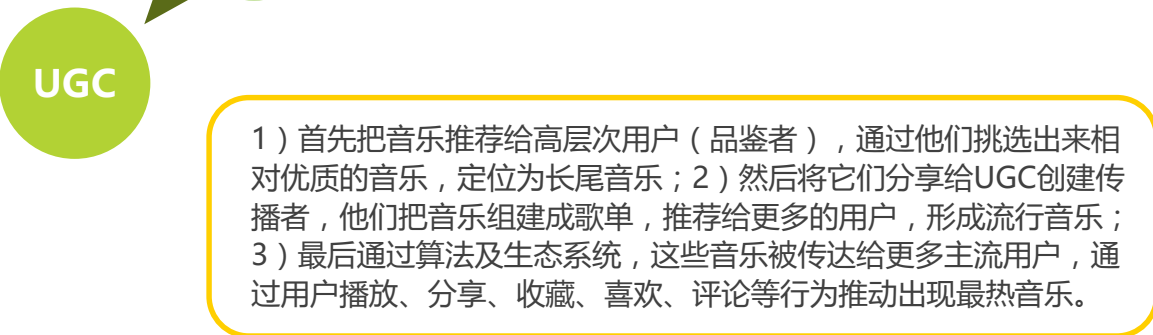 UGC
1）首先把音乐推荐给高层次用户（品鉴者），通过他们挑选出来相
对优质的音乐，定位为长尾音乐；2）然后将它们分享给UGC创建传
播者，他们把音乐组建成歌单，推荐给更多的用户，形成流行音乐；
3）最后通过算法及生态系统，这些音乐被传达给更多主流用户，通
过用户播放、分享、收藏、喜欢、评论等行为推动出现最热音乐。